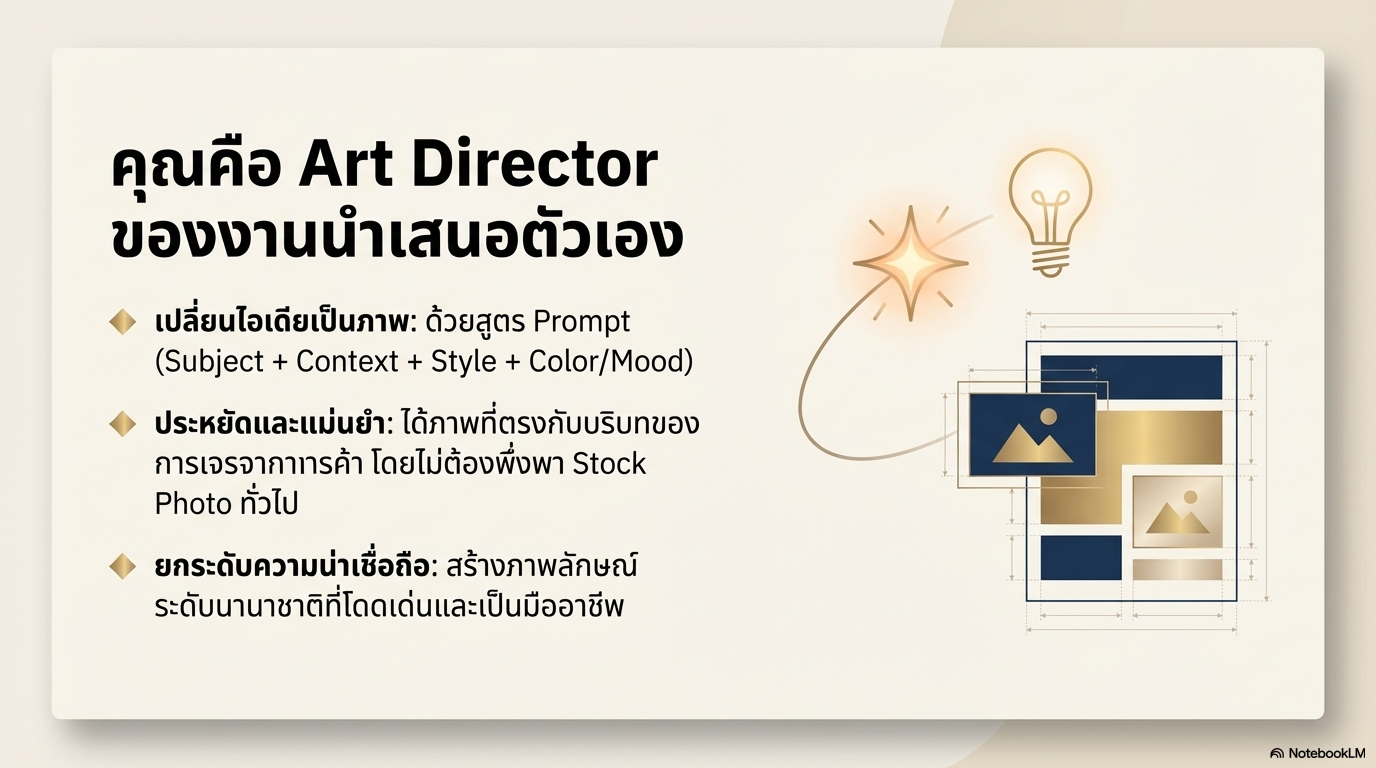 คุณคือ Art Director
ของงานนำเสนอตัวเอง
เปลี่ยนไอเดียเป็นภาพ: ด้วยสูตร Prompt
(Subject + Context + Style + Color/Mood)
ประหยัดและแม่นยำ: ได้ภาพที่ตรงกับบริบทของ
การเจรจากาารค้า โดยไม่ต้องพึ่งพา Stock
Photo ทั่วไป
ยกระดับความน่าเชื่อถือ: สร้างภาพลักษณ์
ระดับนานาชาติที่โดดเด่นและเป็นมืออาชีพ
NotebookLM